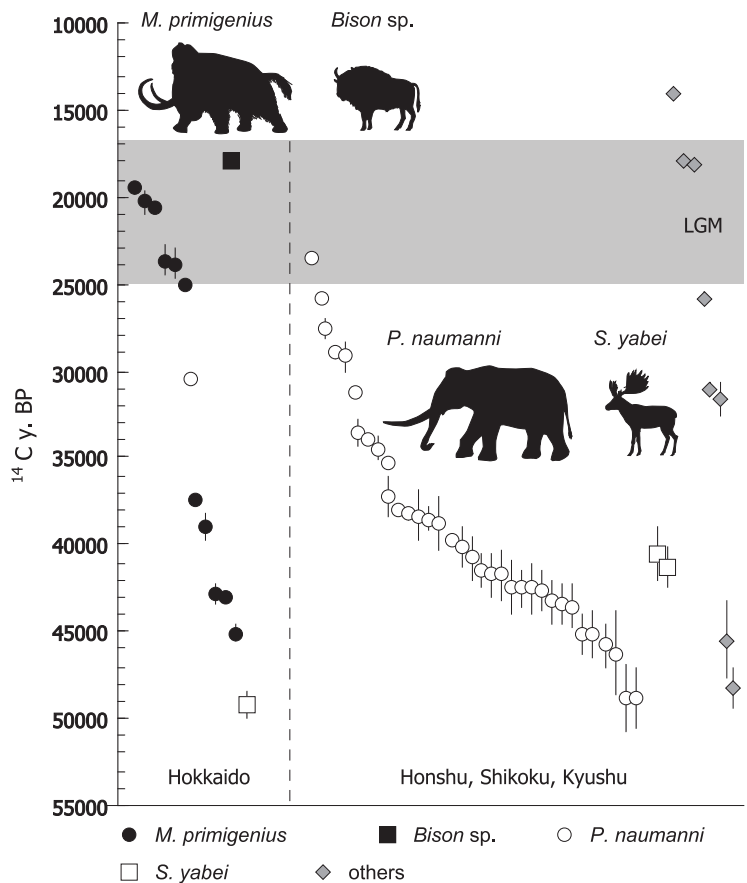 M. primigenius Bison sp.
10000
15000
20000
LGM
25000
P. naumanni S. yabei
30000
¹⁴C y. BP
35000
40000
45000
50000
Hokkaido Honshu, Shikoku, Kyushu
55000
M. primigenius Bison sp. P. naumanni
S. yabei others